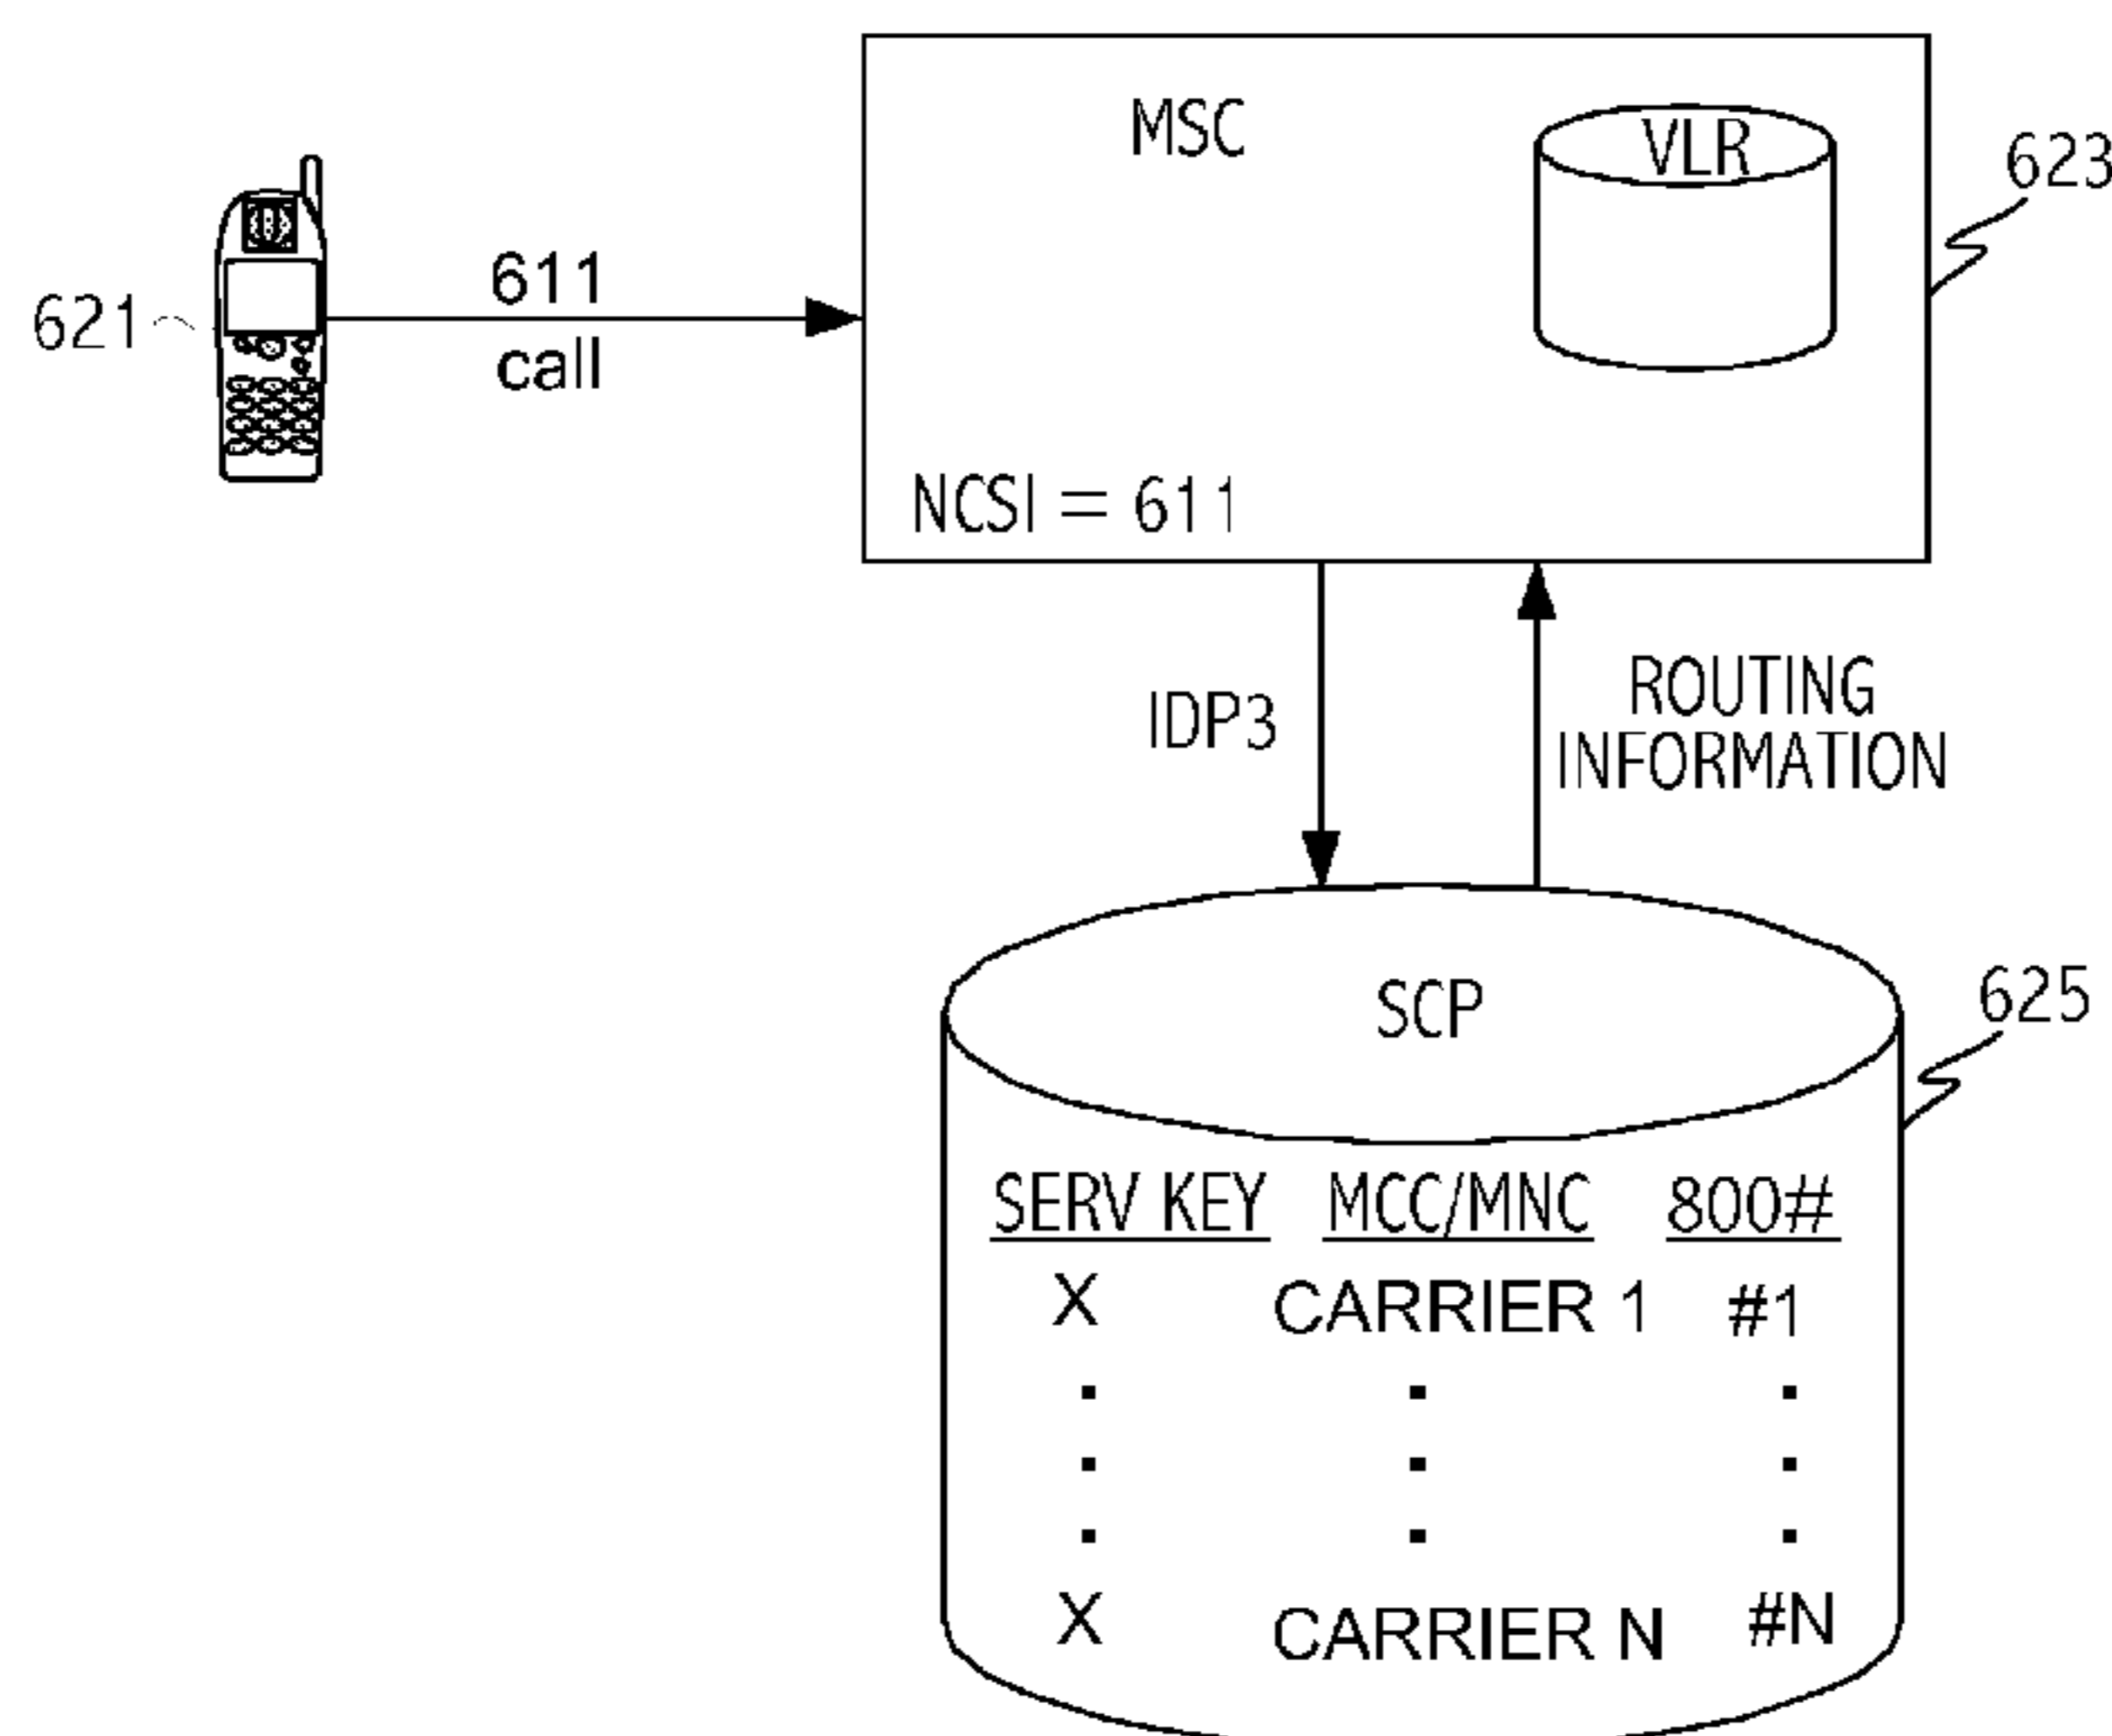 MSC
VLR
623
621
611
call
NCSI = 611
IDP3
ROUTING
INFORMATION
SCP
625
SERV KEY MCC/MNC 800#
X CARRIER 1 #1
. . .
. . .
. . .
X CARRIER N #N